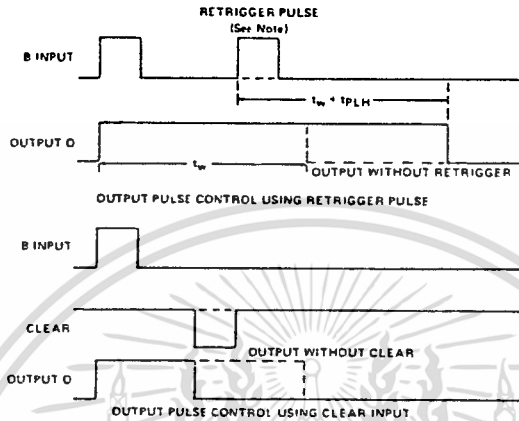 RETRIGGER PULSE
(See Note)
B INPUT
tw + tPLH
OUTPUT Q
tw
OUTPUT WITHOUT RETRIGGER
OUTPUT PULSE CONTROL USING RETRIGGER PULSE
B INPUT
CLEAR
OUTPUT WITHOUT CLEAR
OUTPUT Q
OUTPUT PULSE CONTROL USING CLEAR INPUT